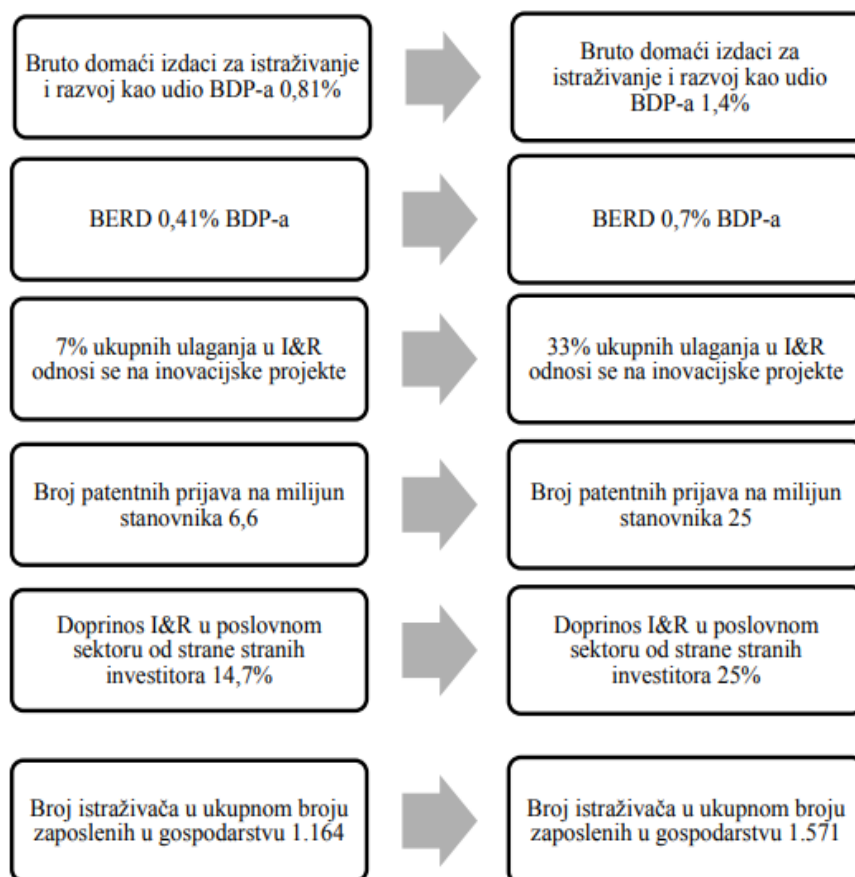 Bruto domaći izdaci za istraživanje
i razvoj kao udio BDP-a 0,81%
Bruto domaći izdaci za
istraživanje i razvoj kao udio
BDP-a 1,4%
BERD 0,41% BDP-a
BERD 0,7% BDP-a
7% ukupnih ulaganja u I&R
odnosi se na inovacijske projekte
33% ukupnih ulaganja u I&R
odnosi se na inovacijske projekte
Broj patentnih prijava na milijun
stanovnika 6,6
Broj patentnih prijava na milijun
stanovnika 25
Doprinos I&R u poslovnom
sektoru od strane stranih
investitora 14,7%
Doprinos I&R u poslovnom
sektoru od strane stranih
investitora 25%
Broj istraživača u ukupnom broju
zaposlenih u gospodarstvu 1.164
Broj istraživača u ukupnom broju
zaposlenih u gospodarstvu 1.571